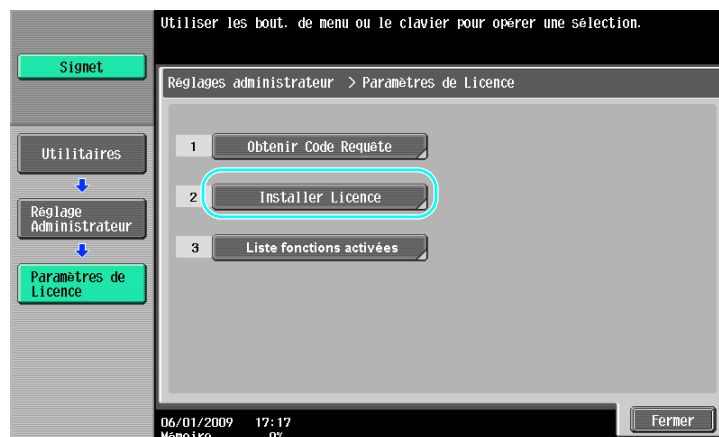 Utiliser les bout. de menu ou le clavier pour opérer une sélection.
Signet
Réglages administrateur > Paramètres de Licence
1 Obtenir Code Requête
Utilitaires
2 Installer Licence
Réglage
Administrateur
3 Liste fonctions activées
Paramètres de
Licence
06/01/2009 17:17
Mémoire 0%
Fermer